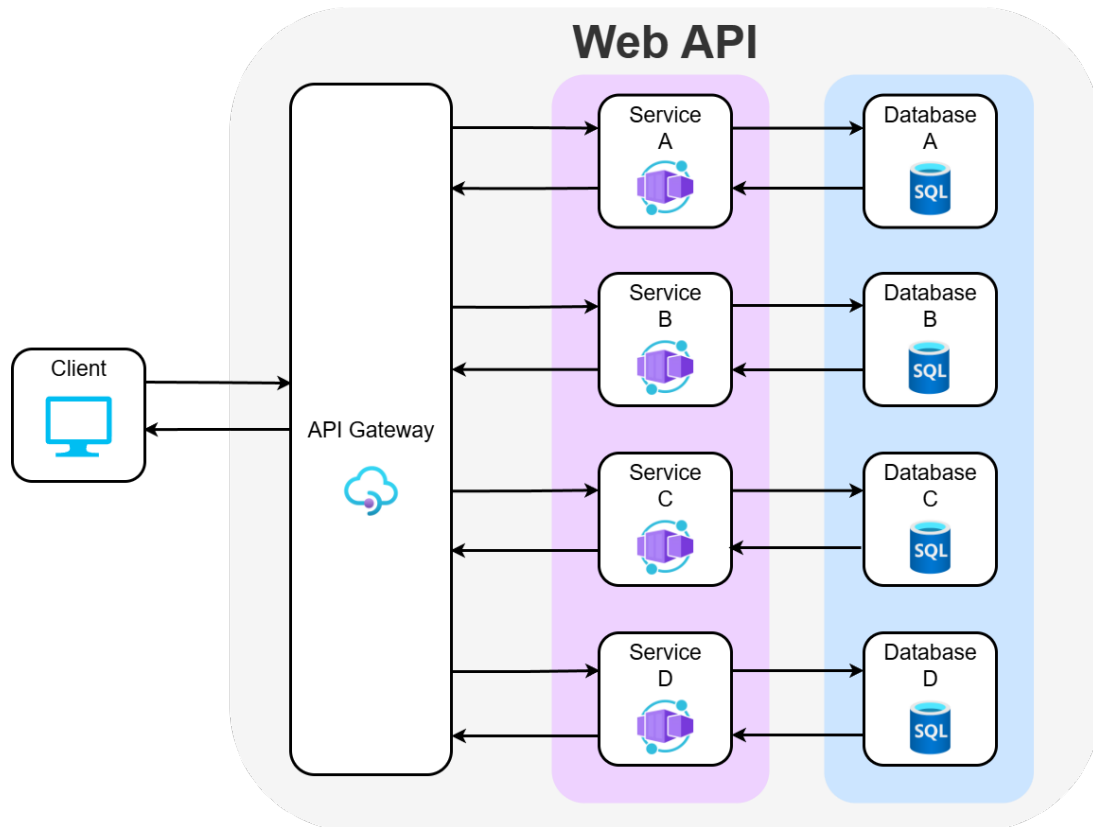 Web API
Client
API Gateway
Service
A
Database
A
SQL
Service
B
Database
B
SQL
Service
C
Database
C
SQL
Service
D
Database
D
SQL